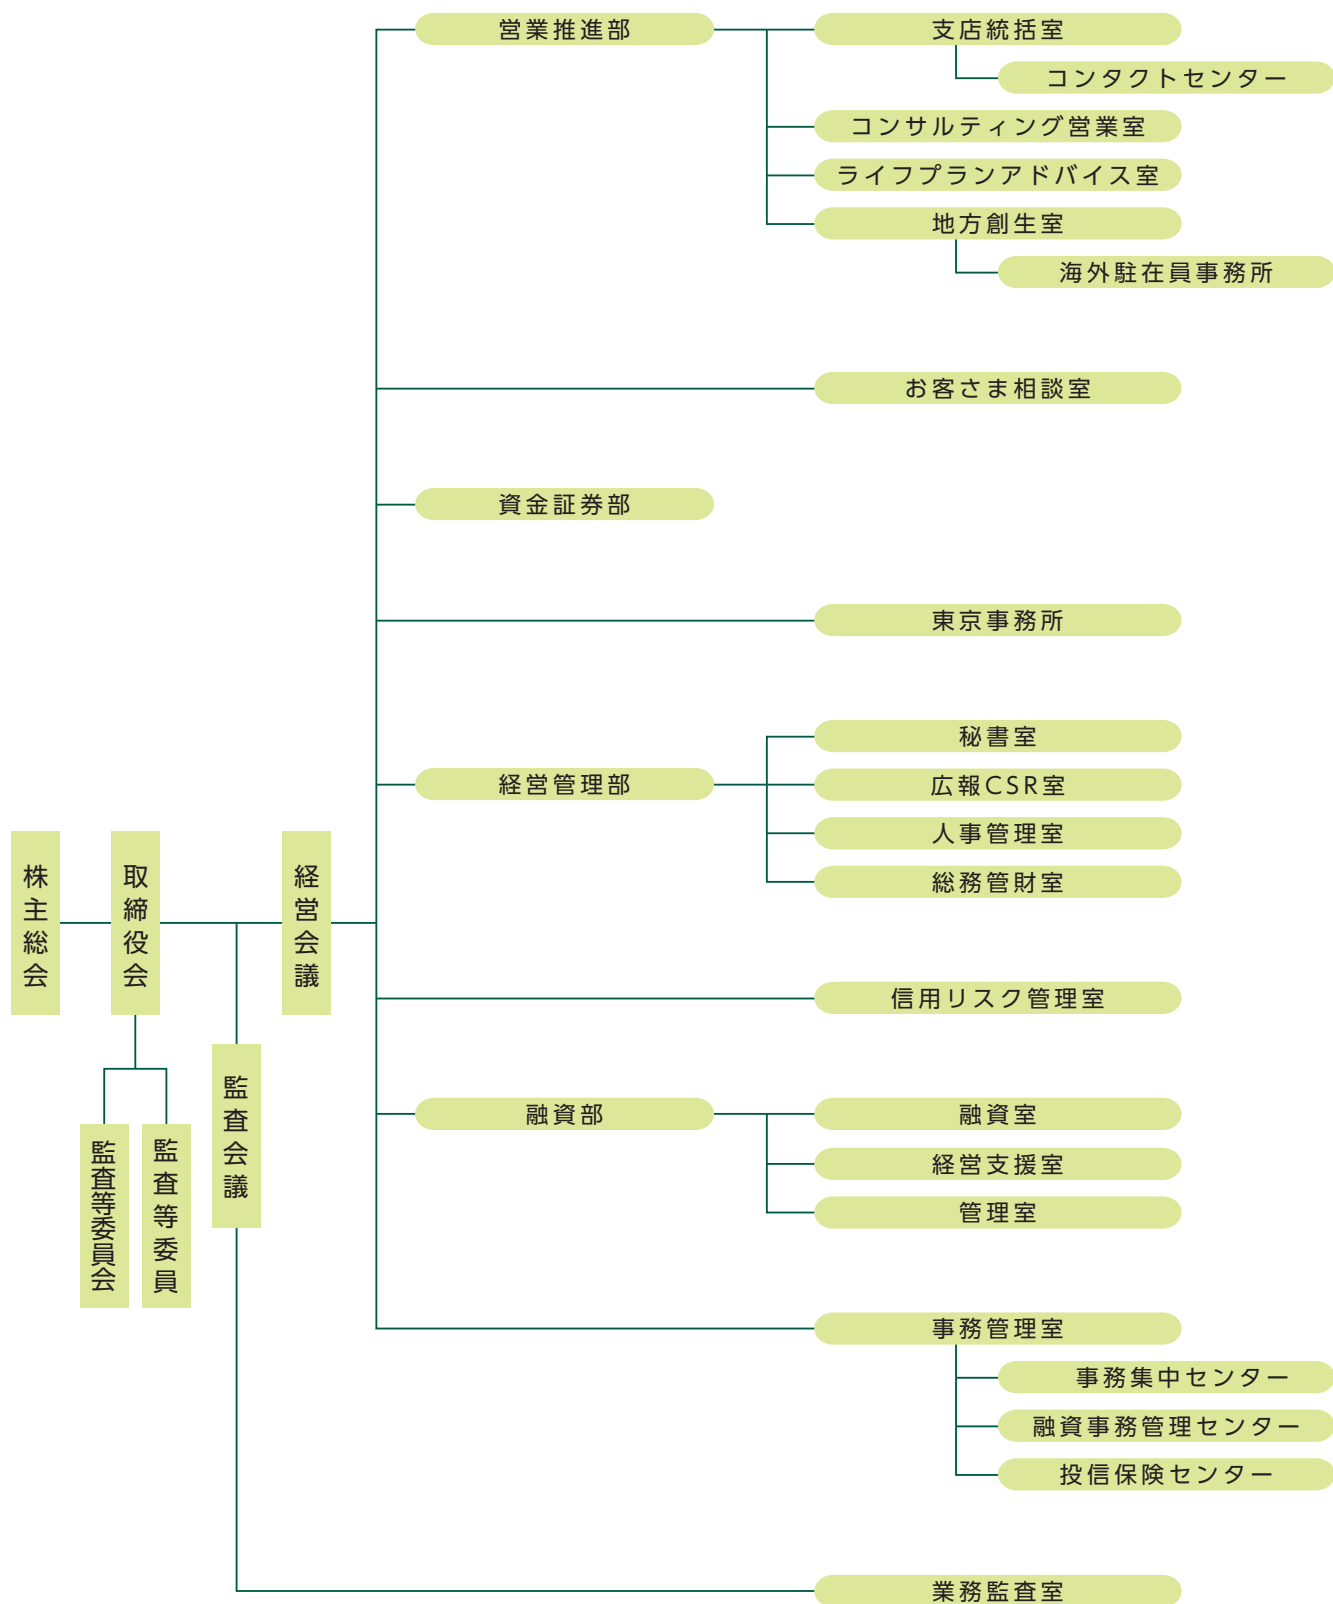 営業推進部
支店統括室
コンタクトセンター
コンサルティング営業室
ライフプランアドバイス室
地方創生室
海外駐在員事務所
お客さま相談室
資金証券部
東京事務所
経営管理部
秘書室
広報CSR室
人事管理室
総務管財室
株主総会
取締役会
経営会議
監査会議
監査等委員会
監査等委員
信用リスク管理室
融資部
融資室
経営支援室
管理室
事務管理室
事務集中センター
融資事務管理センター
投信保険センター
業務監査室